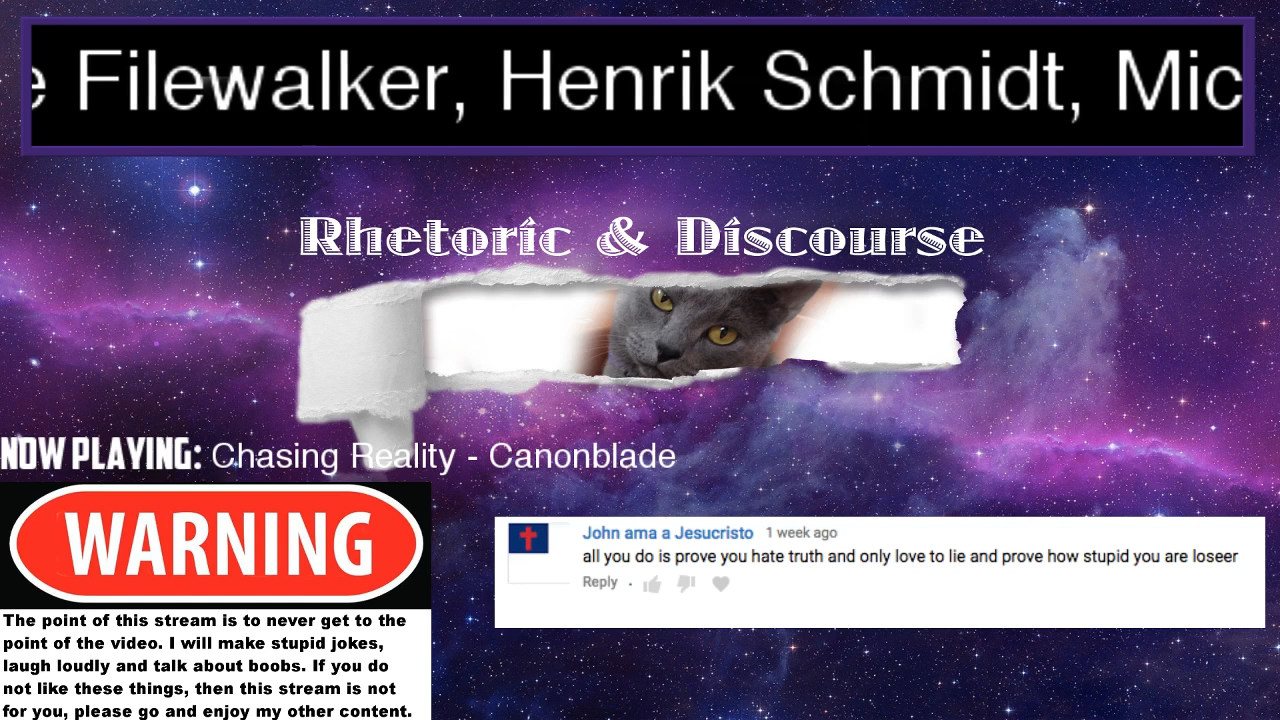 e Filewalker, Henrik Schmidt, Mic
Rhetoric & Discourse
NOW PLAYING: Chasing Reality - Canonblade
WARNING
The point of this stream is to never get to the
point of the video. I will make stupid jokes,
laugh loudly and talk about boobs. If you do
not like these things, then this stream is not
for you, please go and enjoy my other content.
John ama a Jesucristo 1 week ago
all you do is prove you hate truth and only love to lie and prove how stupid you are loseer
Reply ·